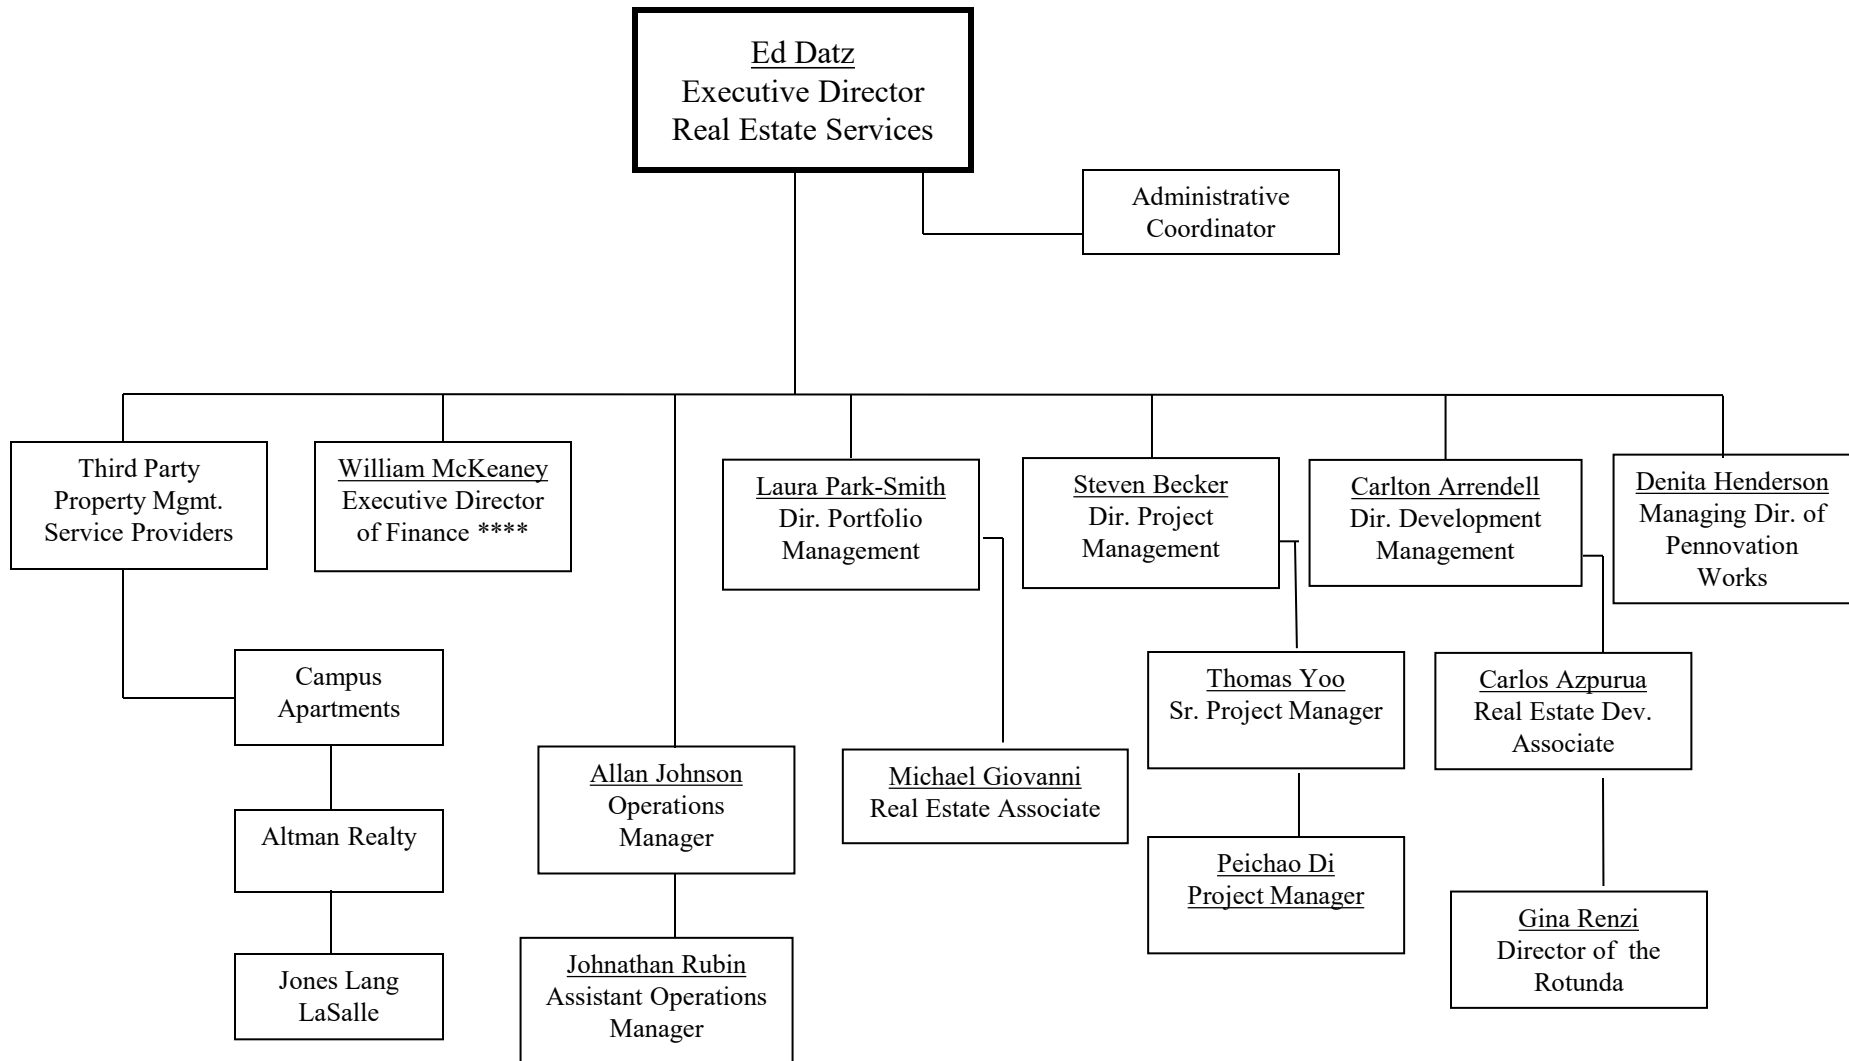 Ed Datz
Executive Director
Real Estate Services
Administrative
Coordinator
Third Party
Property Mgmt.
Service Providers
William McKeaney
Executive Director
of Finance ****
Laura Park-Smith
Dir. Portfolio
Management
Steven Becker
Dir. Project
Management
Carlton Arrendell
Dir. Development
Management
Denita Henderson
Managing Dir. of
Pennovation
Works
Campus
Apartments
Altman Realty
Jones Lang
LaSalle
Allan Johnson
Operations
Manager
Johnathan Rubin
Assistant Operations
Manager
Michael Giovanni
Real Estate Associate
Thomas Yoo
Sr. Project Manager
Peichao Di
Project Manager
Carlos Azpurua
Real Estate Dev.
Associate
Gina Renzi
Director of the
Rotunda